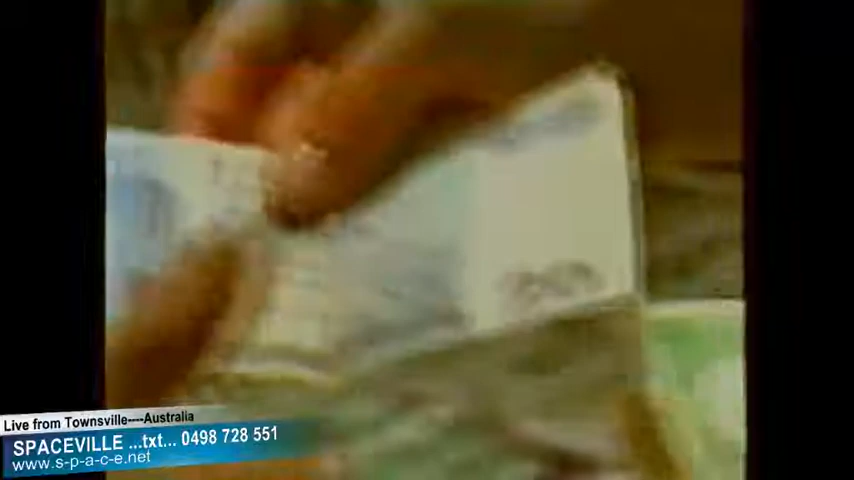 Live from Townsville----Australia
SPACEVILLE ...txt... 0498 728 551
www.s-p-a-c-e.net